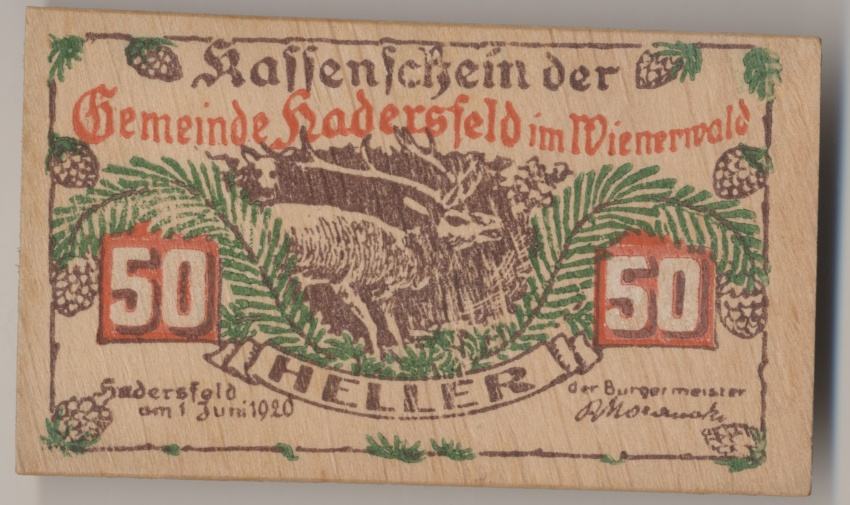 Kassenschein der
Gemeinde Hadersfeld im Wienerwald
50 50
HELLER
Hadersfeld
am 1 Juni 1920
der Burgermeister